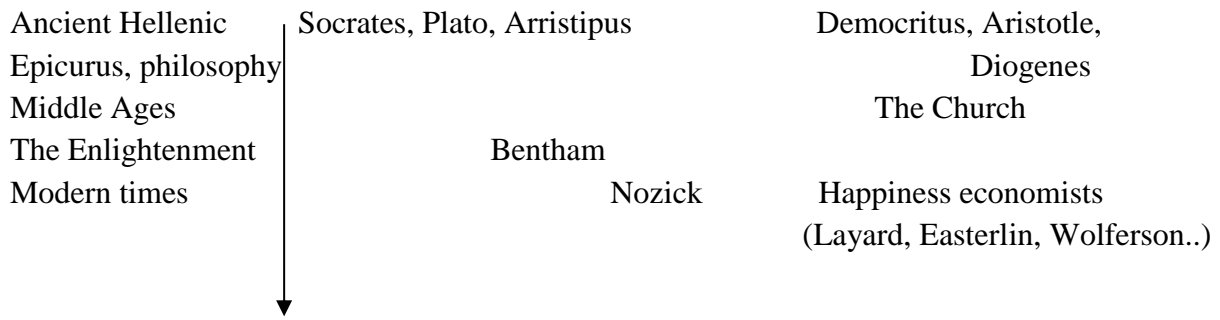 Ancient Hellenic Socrates, Plato, Arristipus Democritus, Aristotle,
Epicurus, philosophy Diogenes
Middle Ages The Church
The Enlightenment Bentham
Modern times Nozick Happiness economists
(Layard, Easterlin, Wolferson..)